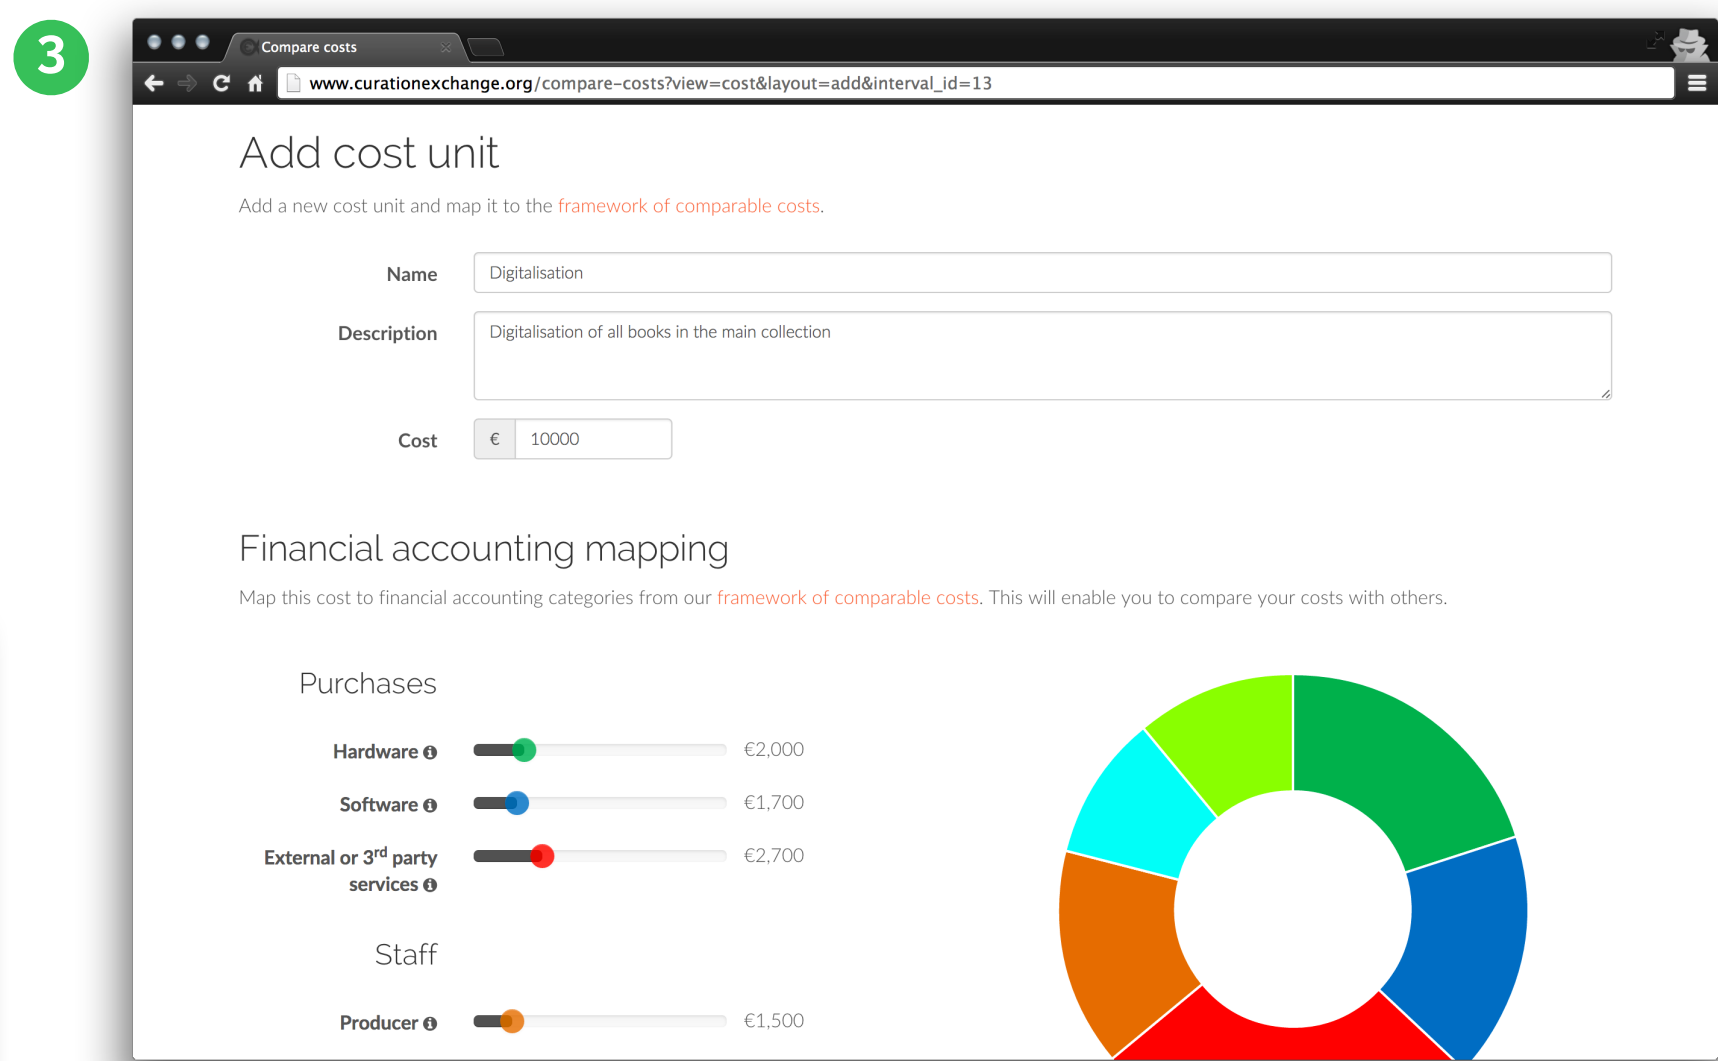 3
Compare costs
www.curationexchange.org/compare-costs?view=cost&layout=add&interval_id=13
Add cost unit
Add a new cost unit and map it to the framework of comparable costs.
Name
Digitalisation
Description
Digitalisation of all books in the main collection
Cost
€ 10000
Financial accounting mapping
Map this cost to financial accounting categories from our framework of comparable costs. This will enable you to compare your costs with others.
Purchases
Hardware €2,000
Software €1,700
External or 3rd party €2,700
services
Staff
Producer €1,500